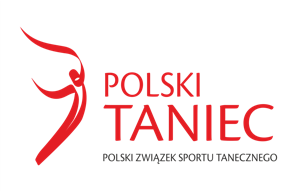 POLSKI
TANIEC
POLSKI ZWIĄZEK SPORTU TANECZNEGO